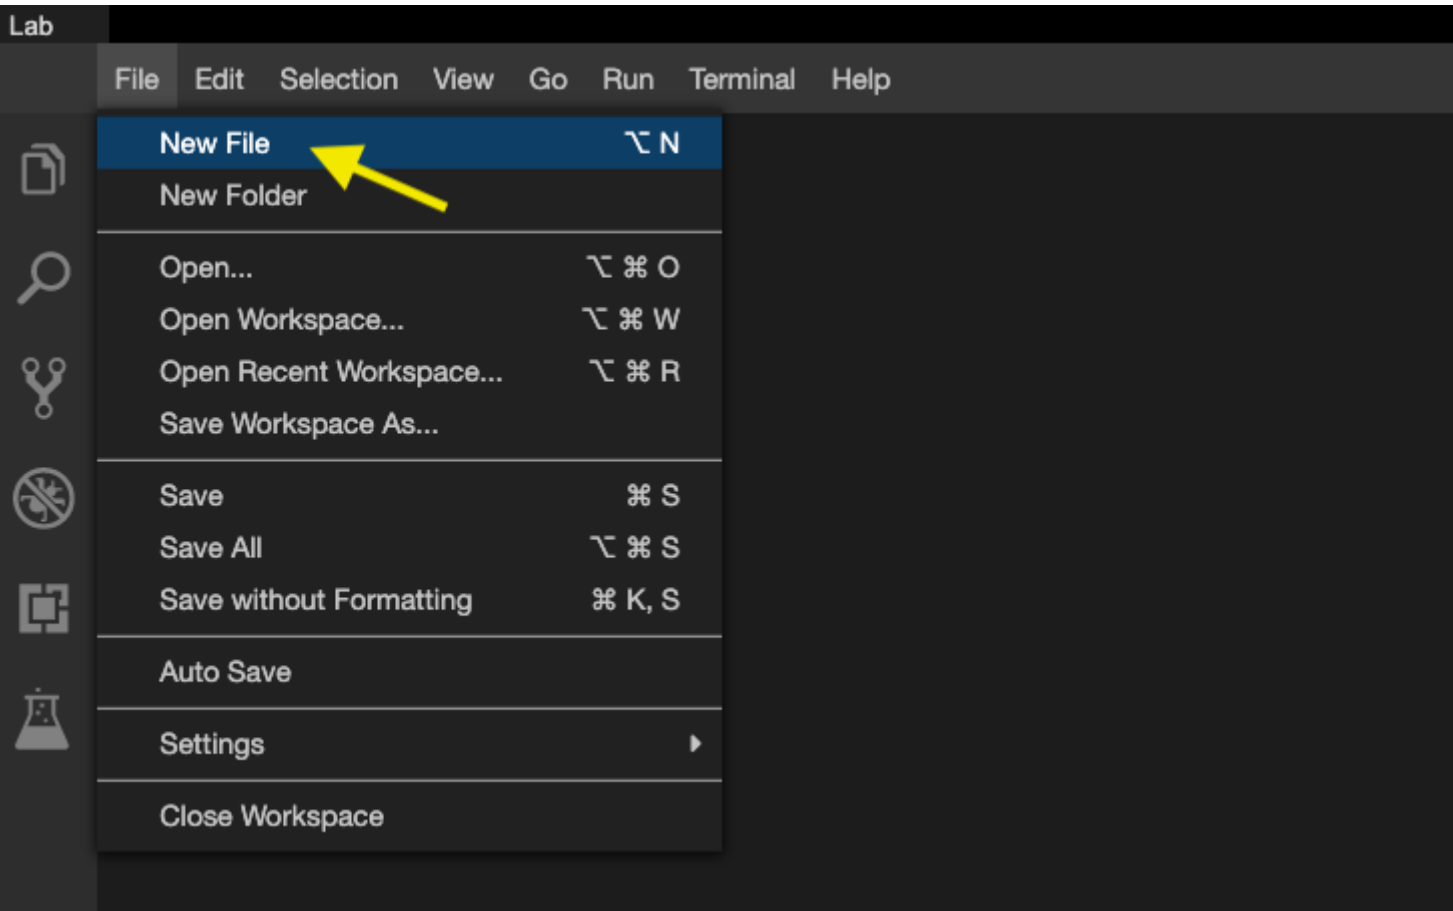 Lab
File Edit Selection View Go Run Terminal Help
New File ⌥ N
New Folder
Open... ⌥ ⌘ O
Open Workspace... ⌥ ⌘ W
Open Recent Workspace... ⌥ ⌘ R
Save Workspace As...
Save ⌘ S
Save All ⌥ ⌘ S
Save without Formatting ⌘ K, S
Auto Save
Settings
Close Workspace